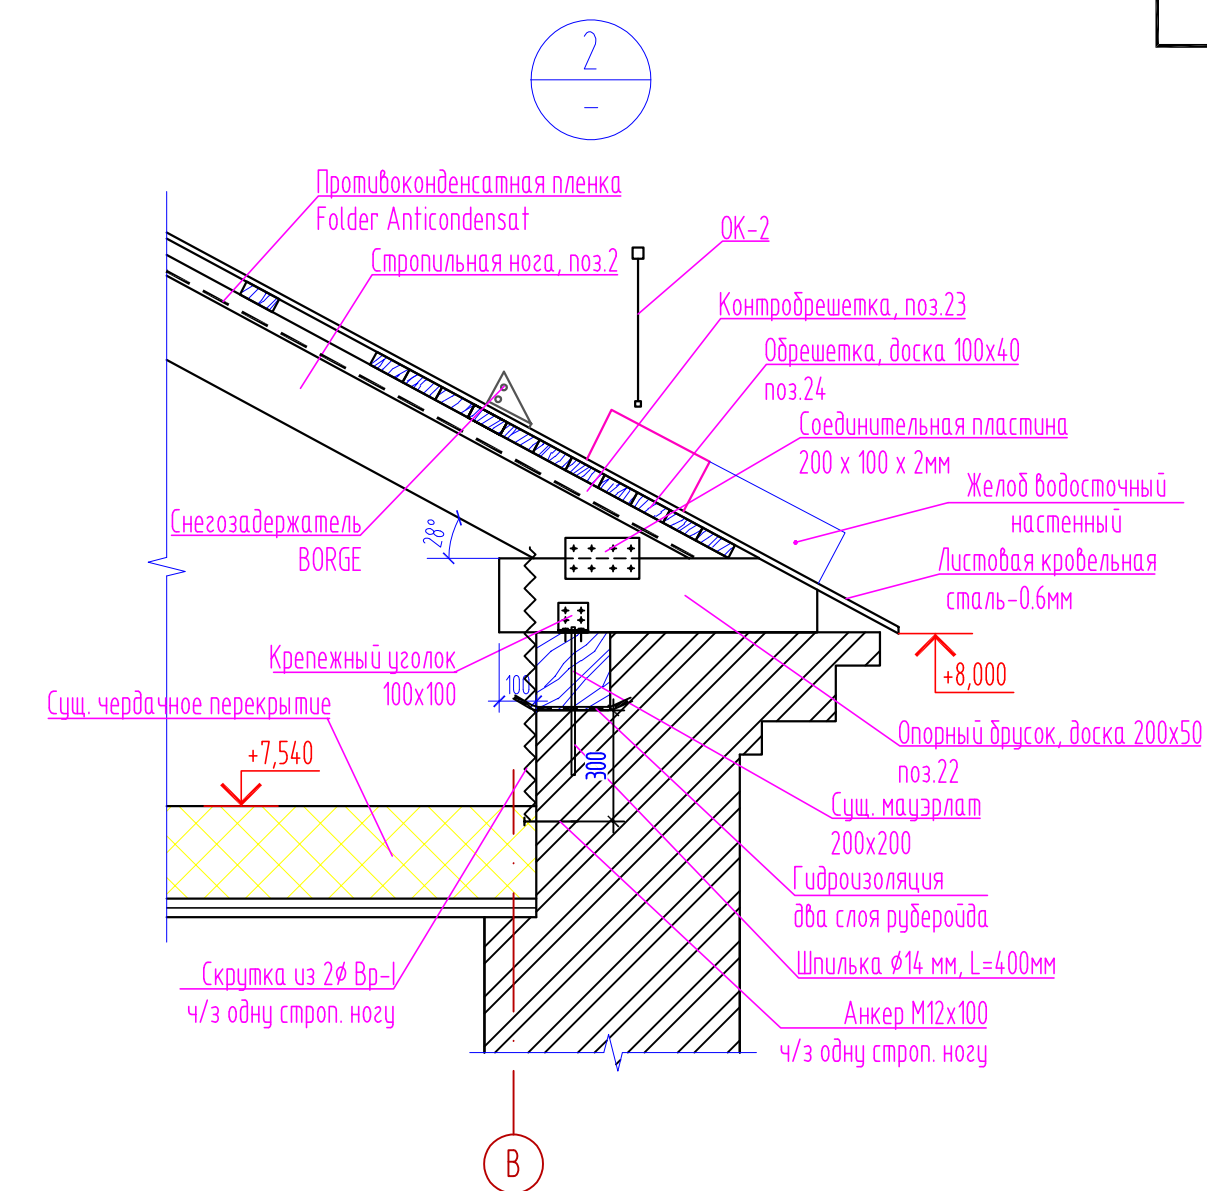 2
–
Противоконденсатная пленка
Folder Anticondensat
Стропильная нога, поз.2
ОК-2
Контробрешетка, поз.23
Обрешетка, доска 100х40
поз.24
Соединительная пластина
200 х 100 х 2мм
Желоб водосточный
настенный
Листовая кровельная
сталь-0.6мм
Снегозадержатель
BORGE
28°
Крепежный уголок
100х100
100
+8,000
Сущ. чердачное перекрытие
+7,540
300
Опорный брусок, доска 200х50
поз.22
Сущ. мауэрлат
200х200
Гидроизоляция
два слоя рубероида
Шпилька ϕ14 мм, L=400мм
Скрутка из 2ϕ Вр-I
ч/з одну строп. ногу
Анкер М12х100
ч/з одну строп. ногу
В